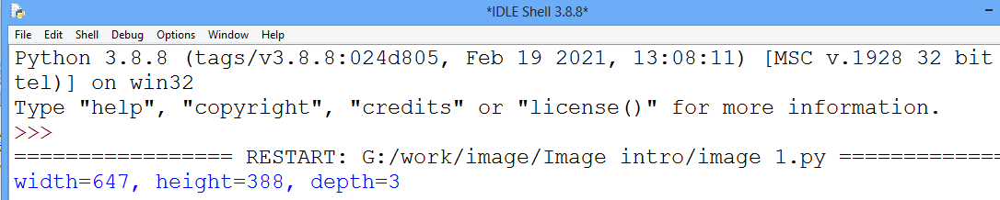 *IDLE Shell 3.8.8*
File Edit Shell Debug Options Window Help
Python 3.8.8 (tags/v3.8.8:024d805, Feb 19 2021, 13:08:11) [MSC v.1928 32 bit
tel)] on win32
Type "help", "copyright", "credits" or "license()" for more information.
>>>
================= RESTART: G:/work/image/Image intro/image 1.py =============
width=647, height=388, depth=3